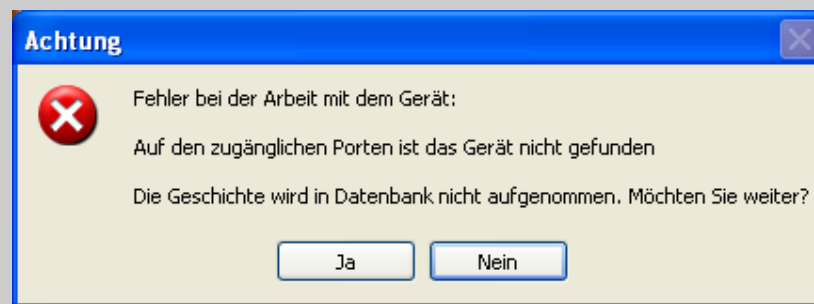 Achtung
Fehler bei der Arbeit mit dem Gerät:
Auf den zugänglichen Porten ist das Gerät nicht gefunden
Die Geschichte wird in Datenbank nicht aufgenommen. Möchten Sie weiter?
Ja
Nein